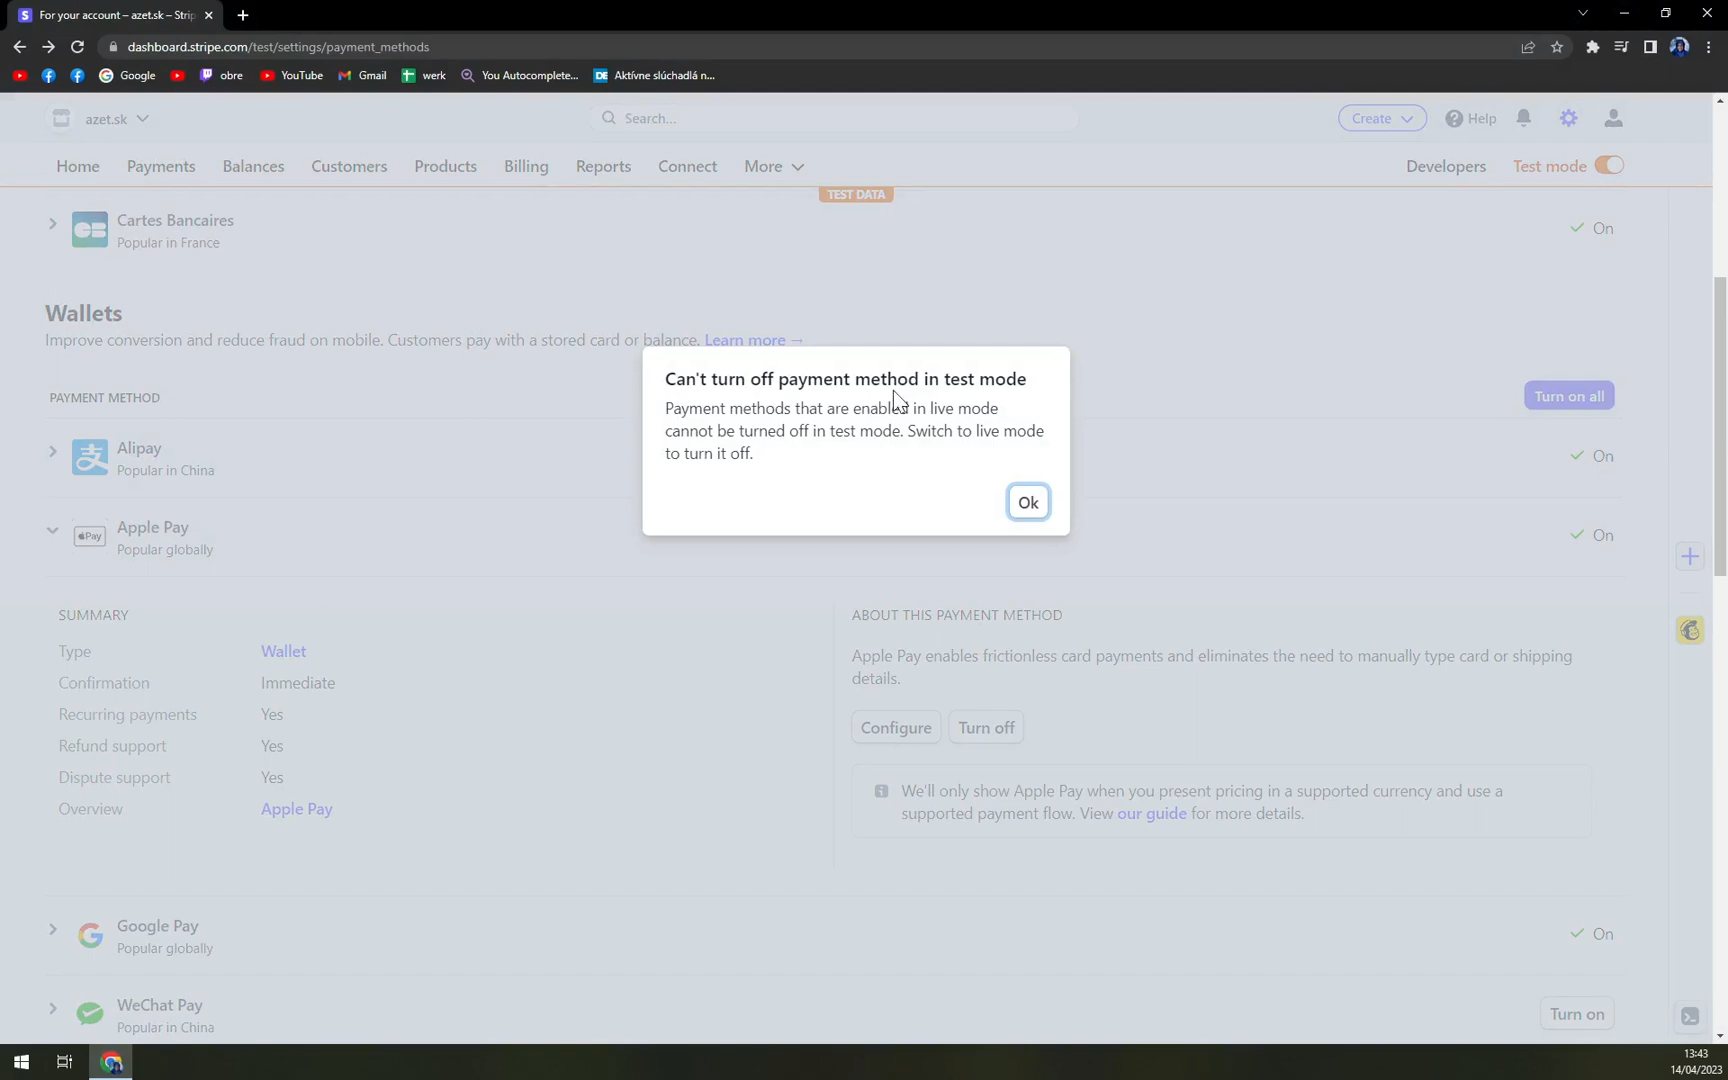 For your account – azet.sk – Strip
dashboard.stripe.com/test/settings/payment_methods
Google
obre
YouTube
Gmail
werk
You Autocomplete...
DE
Aktívne slúchadlá n...
azet.sk
Search...
Create
Help
Home
Payments
Balances
Customers
Products
Billing
Reports
Connect
More
Developers
Test mode
TEST DATA
Cartes Bancaires
Popular in France
On
Wallets
Improve conversion and reduce fraud on mobile. Customers pay with a stored card or balance. Learn more →
PAYMENT METHOD
Turn on all
Can't turn off payment method in test mode
Payment methods that are enabled in live mode
cannot be turned off in test mode. Switch to live mode
to turn it off.
Ok
支
Alipay
Popular in China
On
Pay
Apple Pay
Popular globally
On
SUMMARY
Type Wallet
Confirmation Immediate
Recurring payments Yes
Refund support Yes
Dispute support Yes
Overview Apple Pay
ABOUT THIS PAYMENT METHOD
Apple Pay enables frictionless card payments and eliminates the need to manually type card or shipping
details.
Configure
Turn off
We'll only show Apple Pay when you present pricing in a supported currency and use a
supported payment flow. View our guide for more details.
Google Pay
Popular globally
On
WeChat Pay
Popular in China
Turn on
13:43
14/04/2023